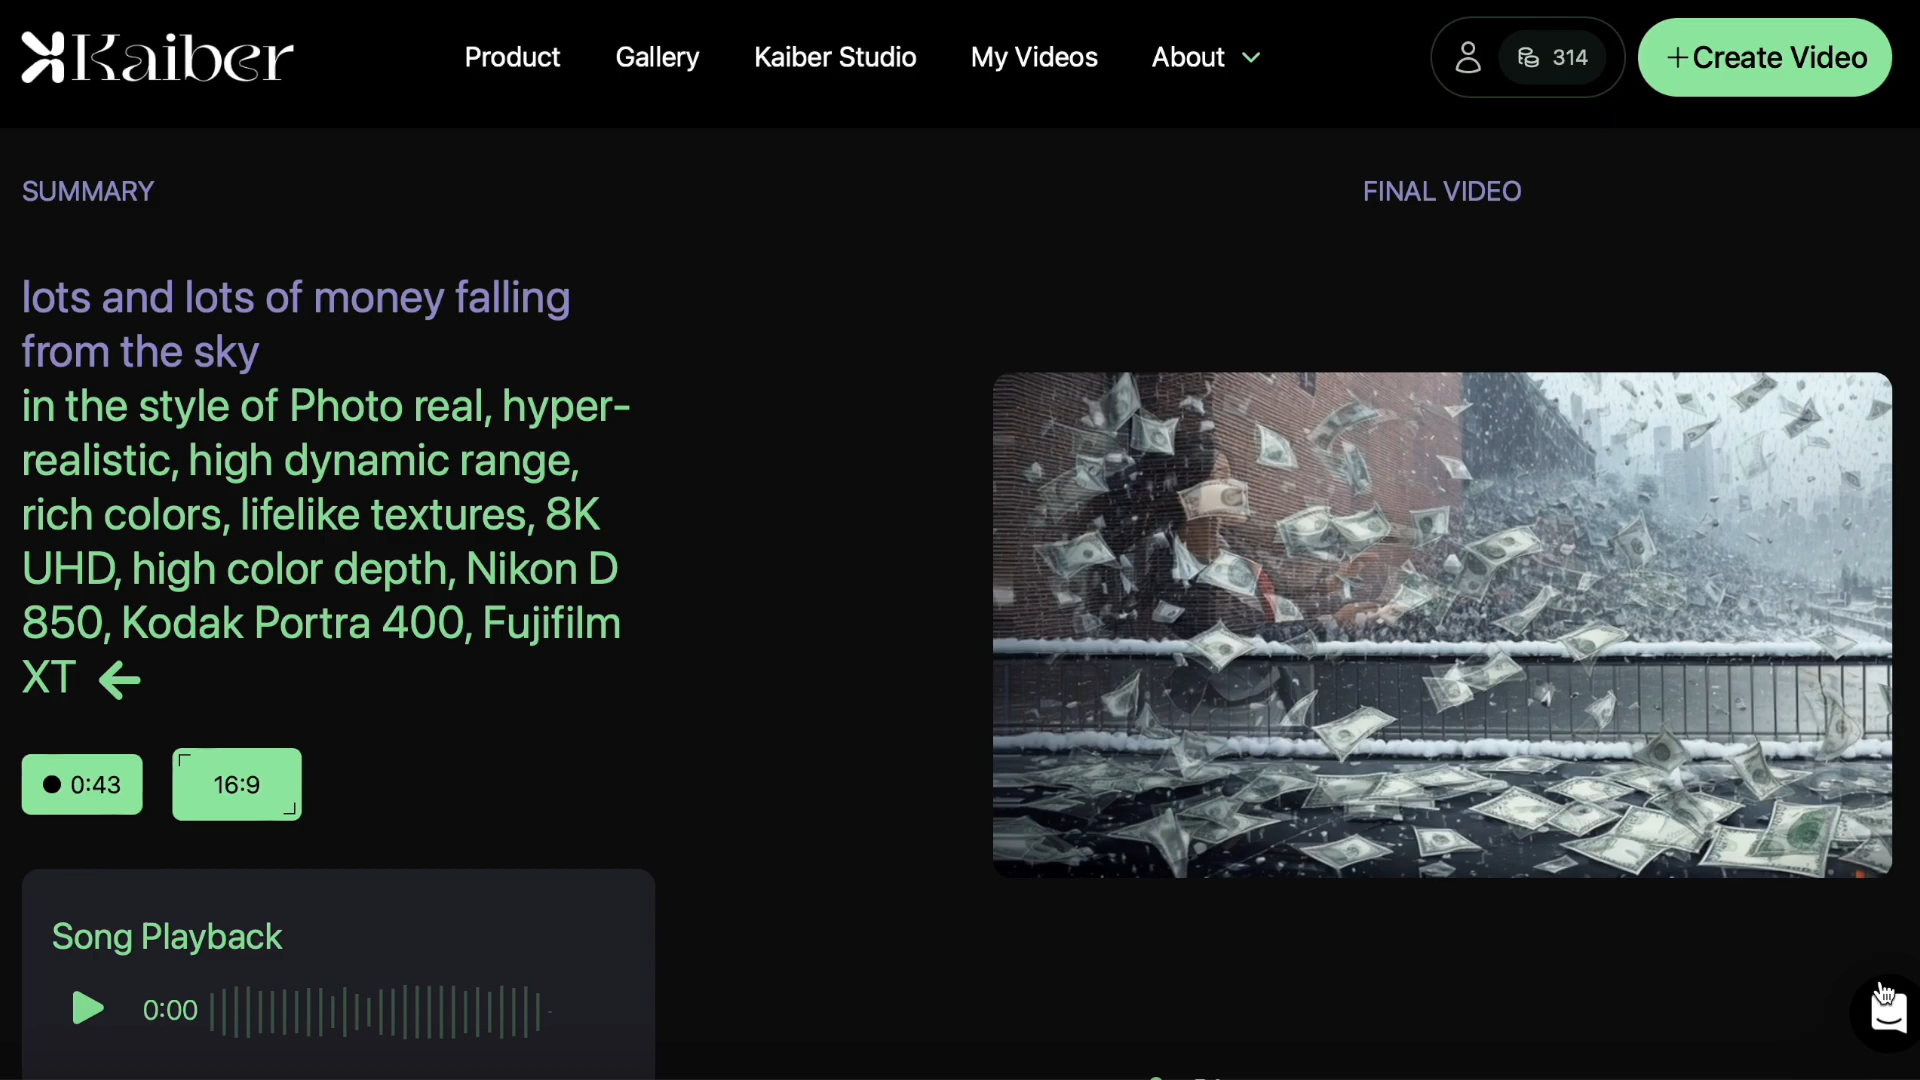 Kaiber
Product
Gallery
Kaiber Studio
My Videos
About
314
+Create Video
SUMMARY
FINAL VIDEO
lots and lots of money falling
from the sky
in the style of Photo real, hyper-
realistic, high dynamic range,
rich colors, lifelike textures, 8K
UHD, high color depth, Nikon D
850, Kodak Portra 400, Fujifilm
XT
0:43
16:9
Song Playback
0:00